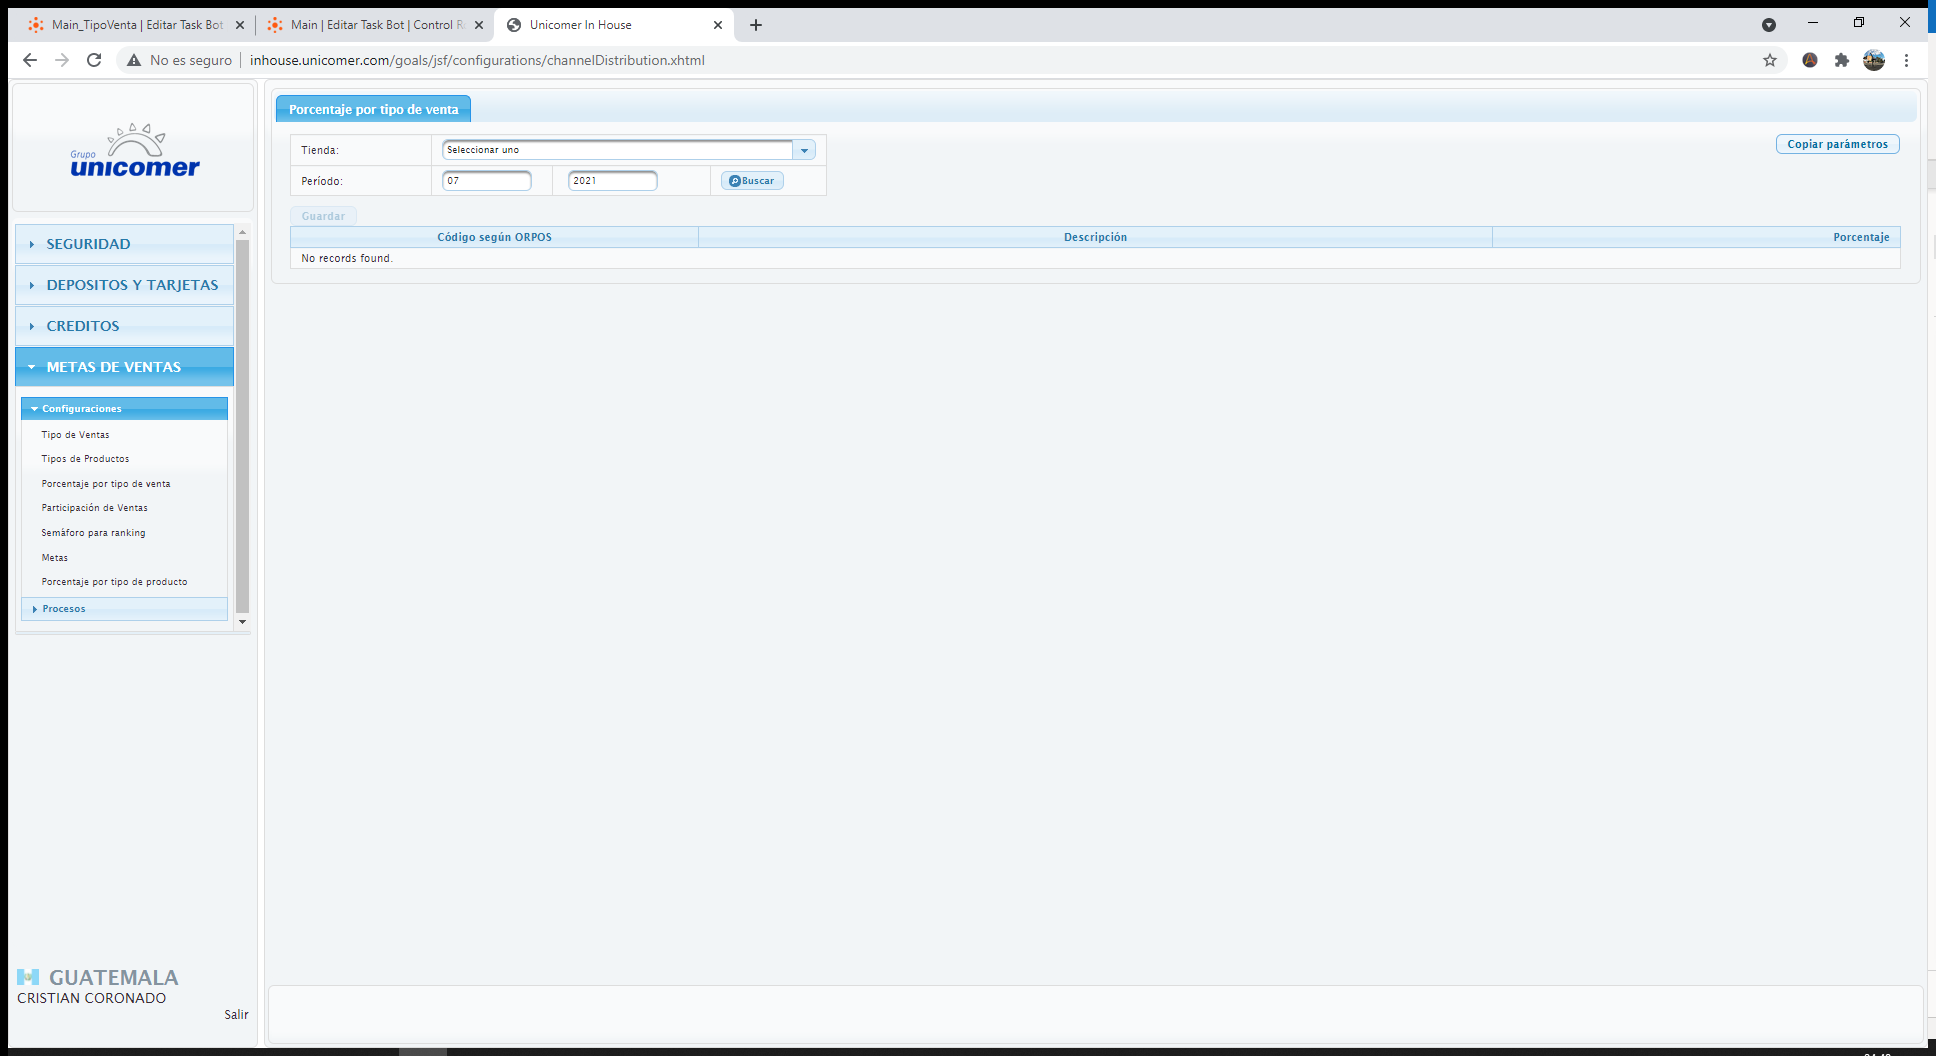 Main_TipoVenta | Editar Task Bot
Main | Editar Task Bot | Control R
Unicomer In House
No es seguro
inhouse.unicomer.com/goals/jsf/configurations/channelDistribution.xhtml
Grupo
unicomer
SEGURIDAD
DEPOSITOS Y TARJETAS
CREDITOS
METAS DE VENTAS
Configuraciones
Tipo de Ventas
Tipos de Productos
Porcentaje por tipo de venta
Participación de Ventas
Semáforo para ranking
Metas
Porcentaje por tipo de producto
Procesos
GUATEMALA
CRISTIAN CORONADO
Salir
Porcentaje por tipo de venta
Tienda: Seleccionar uno
Copiar parámetros
Período: 07 2021 Buscar
Guardar
Código según ORPOS Descripción Porcentaje
No records found.